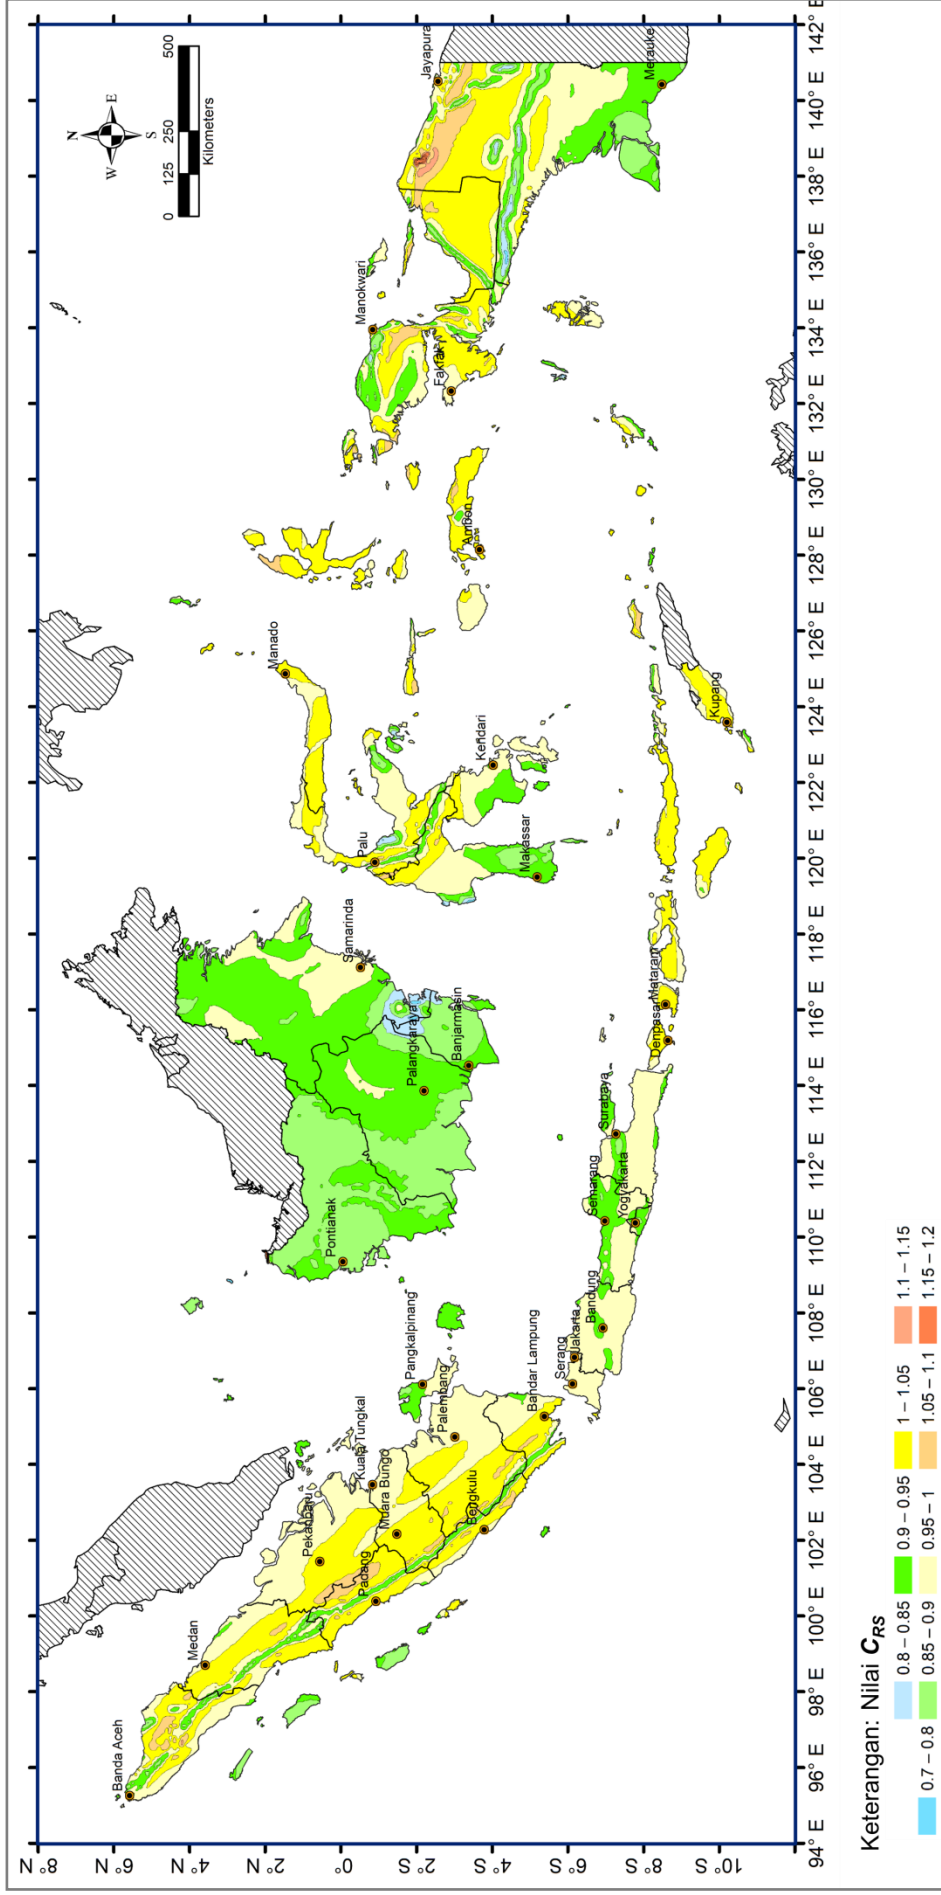 N
W
E
S
0
125
250
500
Kilometers
8° N
6° N
4° N
2° N
0°
2° S
4° S
6° S
8° S
10° S
94° E
96° E
98° E
100° E
102° E
104° E
106° E
108° E
110° E
112° E
114° E
116° E
118° E
120° E
122° E
124° E
126° E
128° E
130° E
132° E
134° E
136° E
138° E
140° E
142° E
Banda Aceh
Medan
Pekanbaru
Padang
Kuala Tungkal
Muara Bungo
Bengkulu
Palembang
Pangkalpinang
Bandar Lampung
Serang
Jakarta
Bandung
Semarang
Yogyakarta
Surabaya
Denpasar
Mataram
Kupang
Pontianak
Palangkaraya
Banjarmasin
Samarinda
Palu
Makassar
Kendari
Manado
Ambon
Fakfak
Manokwari
Jayapura
Merauke
Keterangan: Nilai C_RS
0.7 – 0.8
0.8 – 0.85
0.85 – 0.9
0.9 – 0.95
0.95 – 1
1 – 1.05
1.05 – 1.1
1.1 – 1.15
1.15 – 1.2